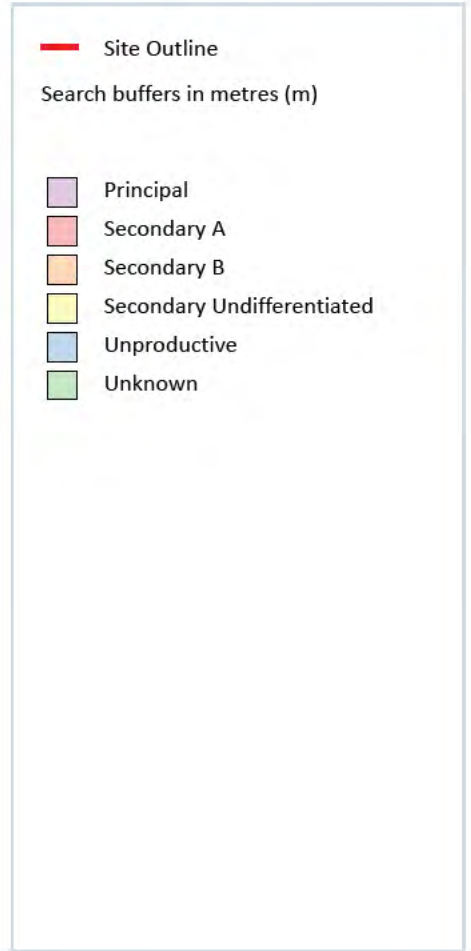 Site Outline
Search buffers in metres (m)
Principal
Secondary A
Secondary B
Secondary Undifferentiated
Unproductive
Unknown